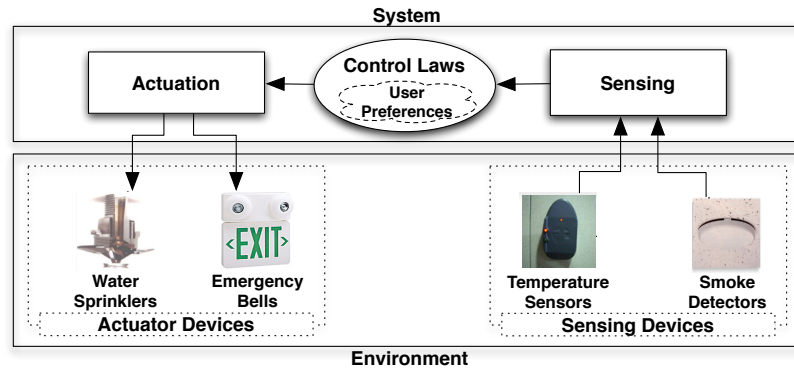 System
Actuation
Control Laws
User
Preferences
Sensing
<EXIT
Water
Sprinklers
Emergency
Bells
Temperature
Sensors
Smoke
Detectors
Actuator Devices
Sensing Devices
Environment